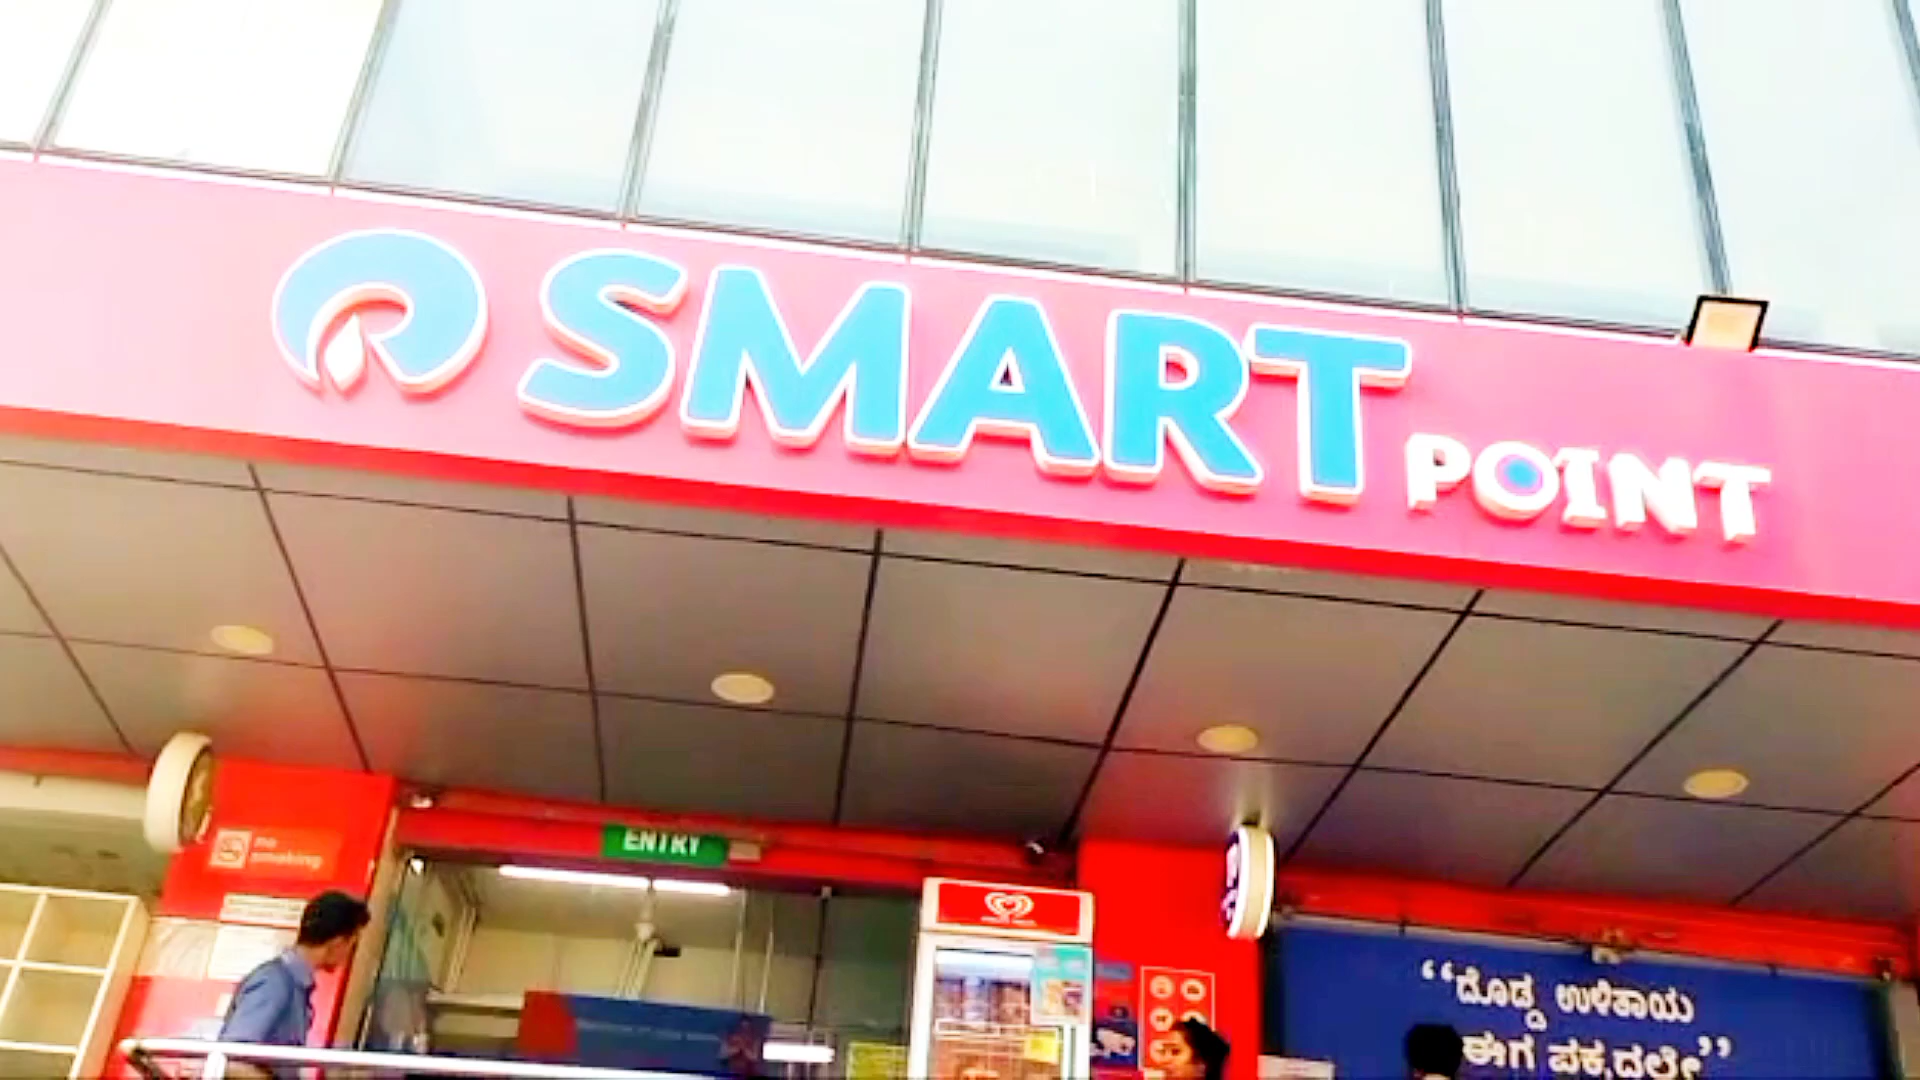 SMART
POINT
ENTRY
no
smoking
“ದೊಡ್ಡ ಉಳಿತಾಯ
ಈಗ ಪಕ್ಕದಲ್ಲೇ”